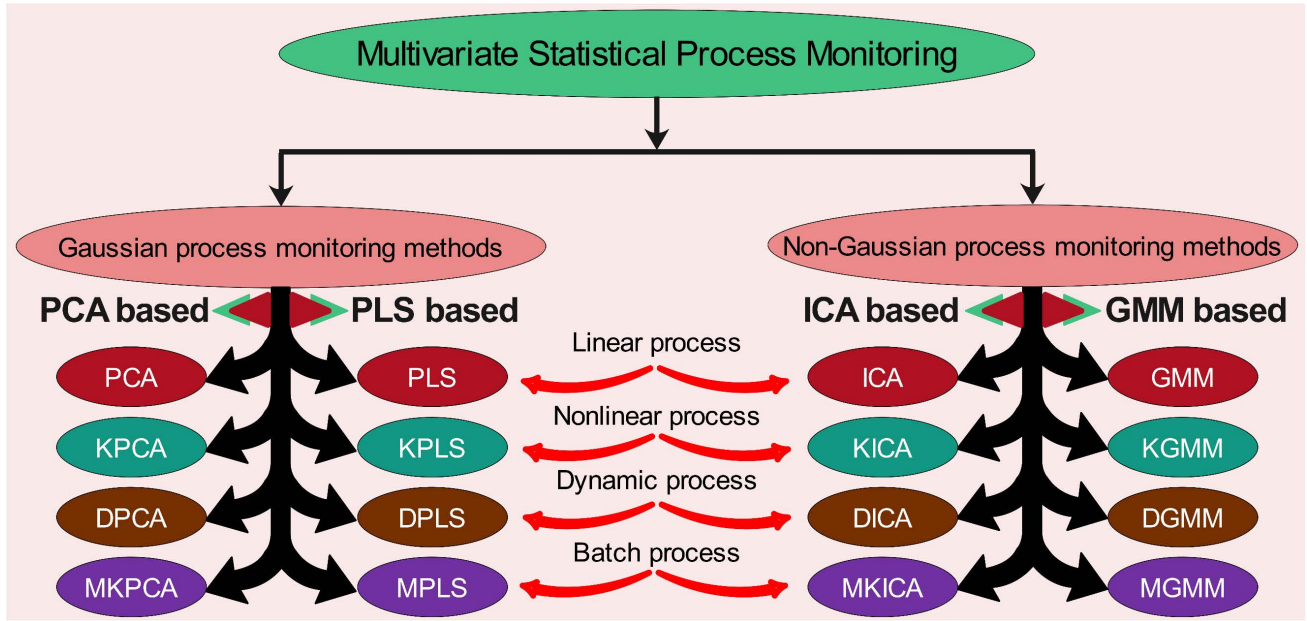 Multivariate Statistical Process Monitoring
Gaussian process monitoring methods
Non-Gaussian process monitoring methods
PCA based
PLS based
ICA based
GMM based
Linear process
PCA
PLS
ICA
GMM
Nonlinear process
KPCA
KPLS
KICA
KGMM
Dynamic process
DPCA
DPLS
DICA
DGMM
Batch process
MKPCA
MPLS
MKICA
MGMM